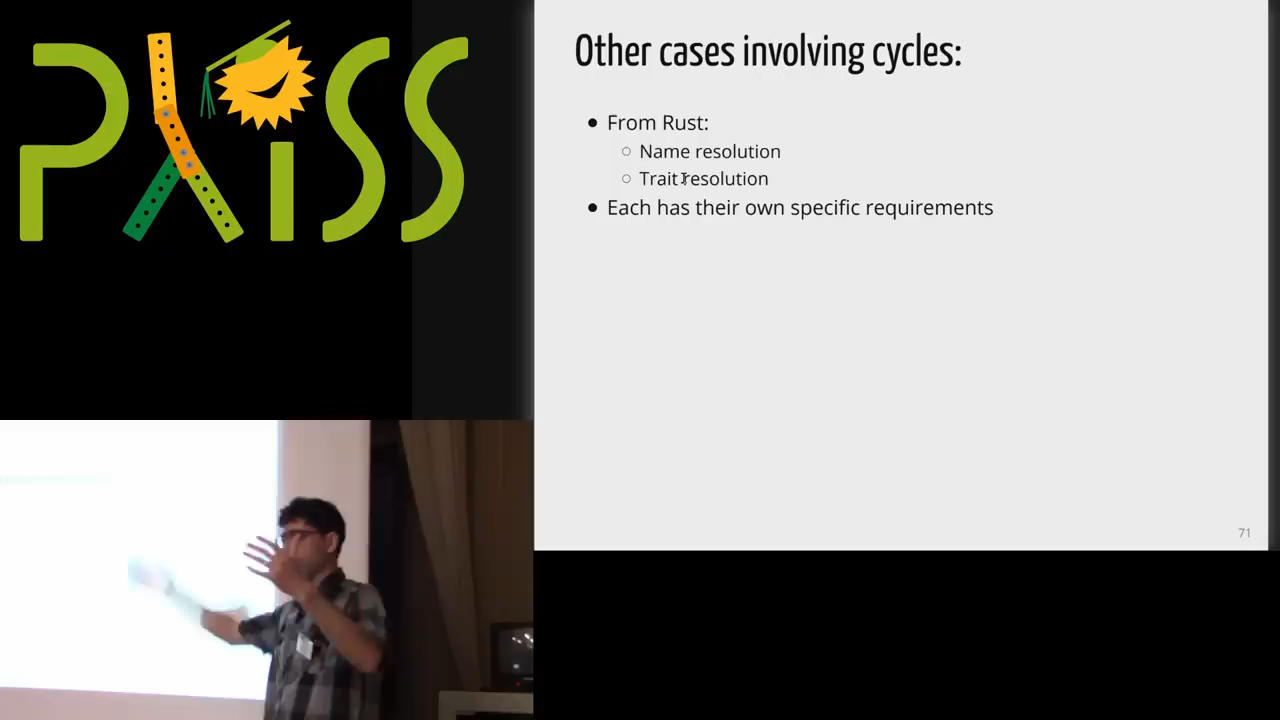 PLISS
Other cases involving cycles:
● From Rust:
○ Name resolution
○ Trait resolution
● Each has their own specific requirements
71